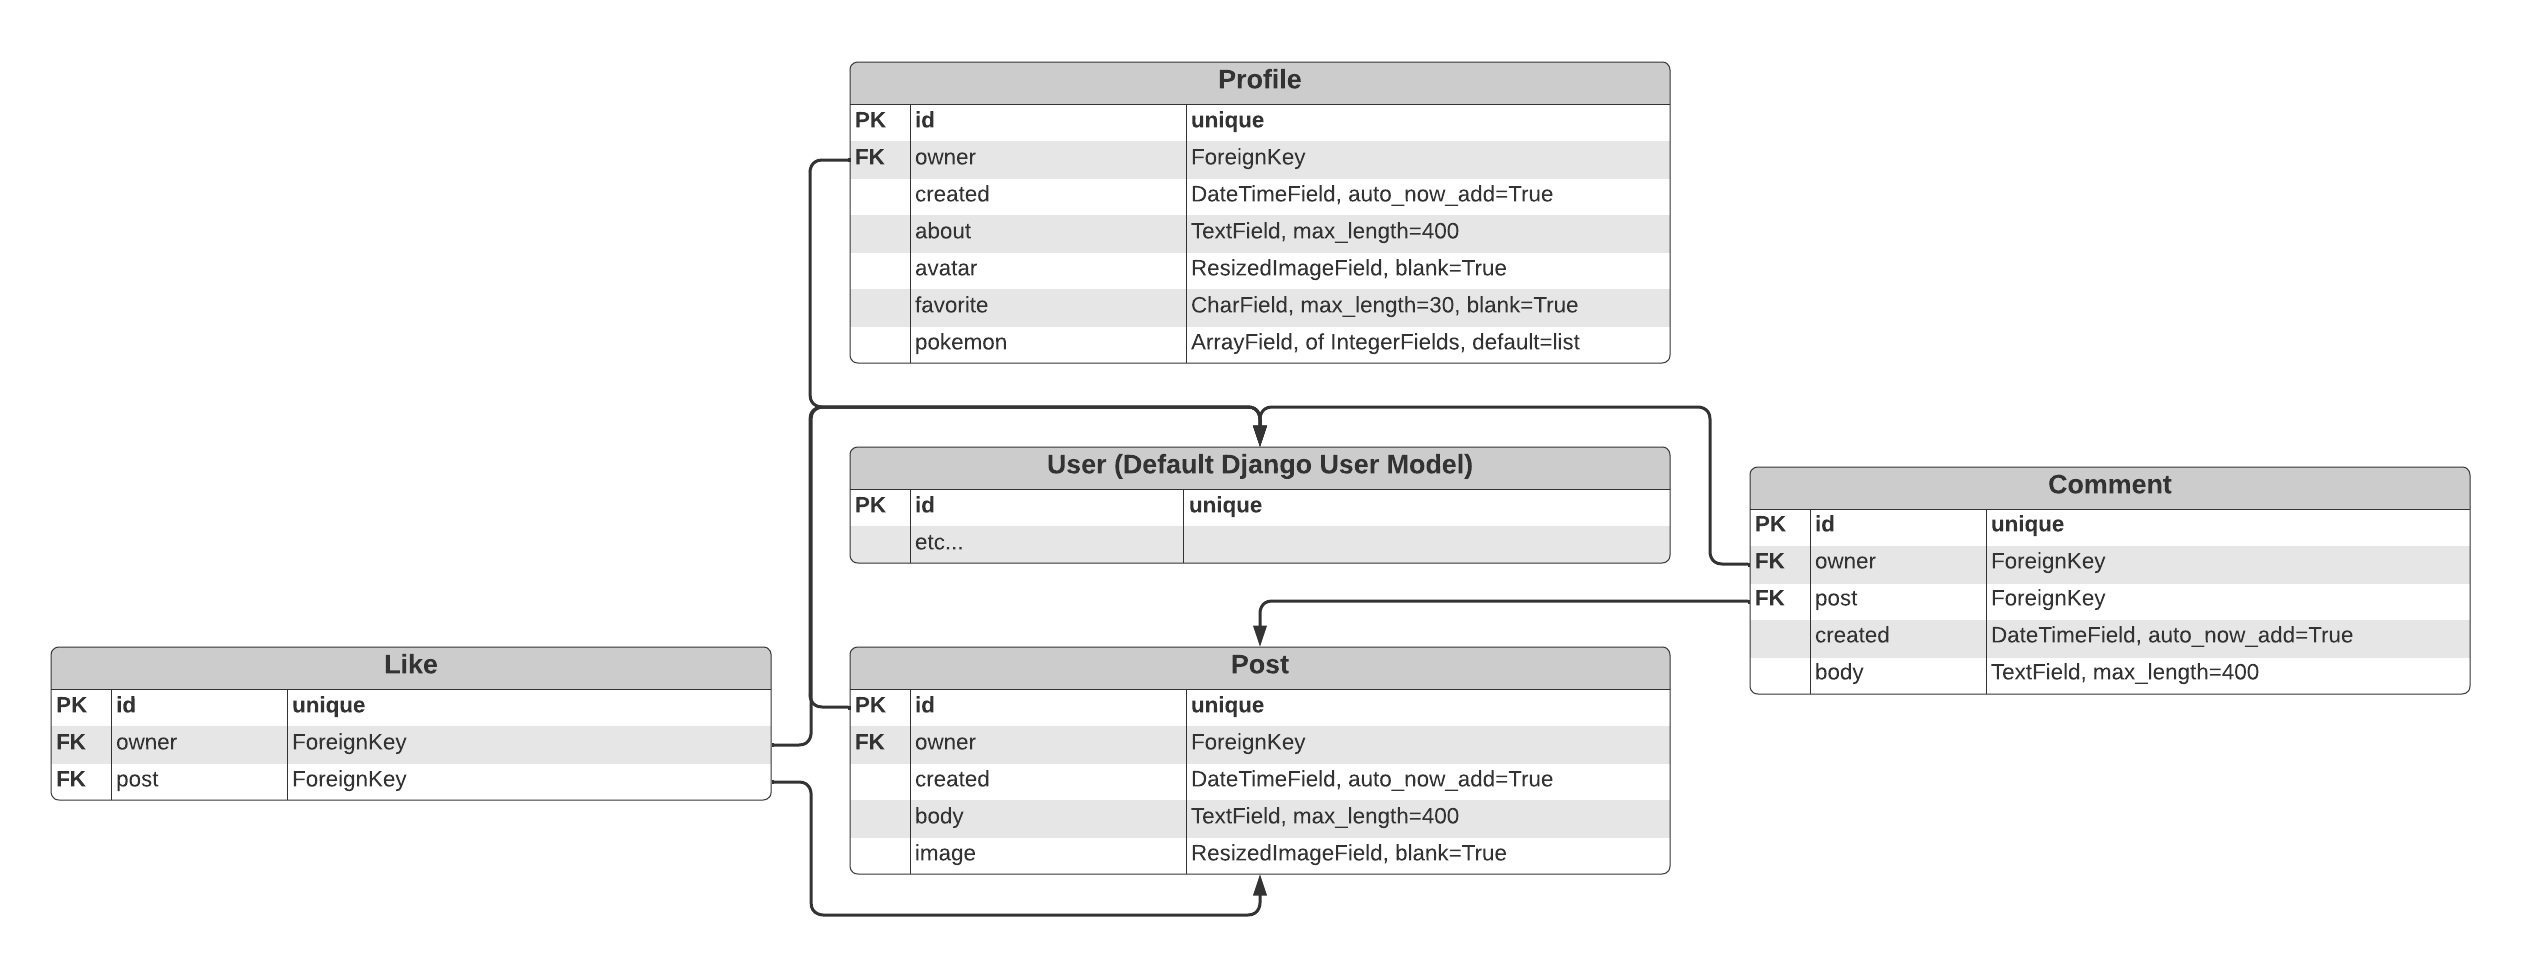 Profile
PK id unique
FK owner ForeignKey
created DateTimeField, auto_now_add=True
about TextField, max_length=400
avatar ResizedImageField, blank=True
favorite CharField, max_length=30, blank=True
pokemon ArrayField, of IntegerFields, default=list
User (Default Django User Model)
PK id unique
etc...
Comment
PK id unique
FK owner ForeignKey
FK post ForeignKey
created DateTimeField, auto_now_add=True
body TextField, max_length=400
Like
PK id unique
FK owner ForeignKey
FK post ForeignKey
Post
PK id unique
FK owner ForeignKey
created DateTimeField, auto_now_add=True
body TextField, max_length=400
image ResizedImageField, blank=True